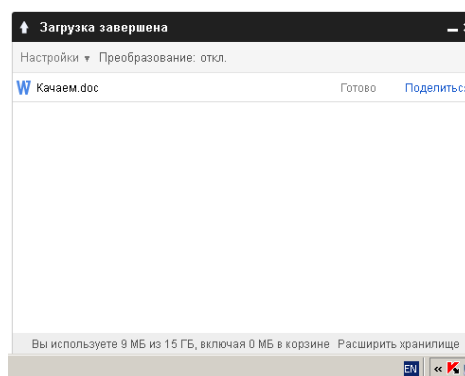 Загрузка завершена
Настройки Преобразование: откл.
Качаем.doc Готово Поделиться
Вы используете 9 МБ из 15 ГБ, включая 0 МБ в корзине Расширить хранилище
EN «